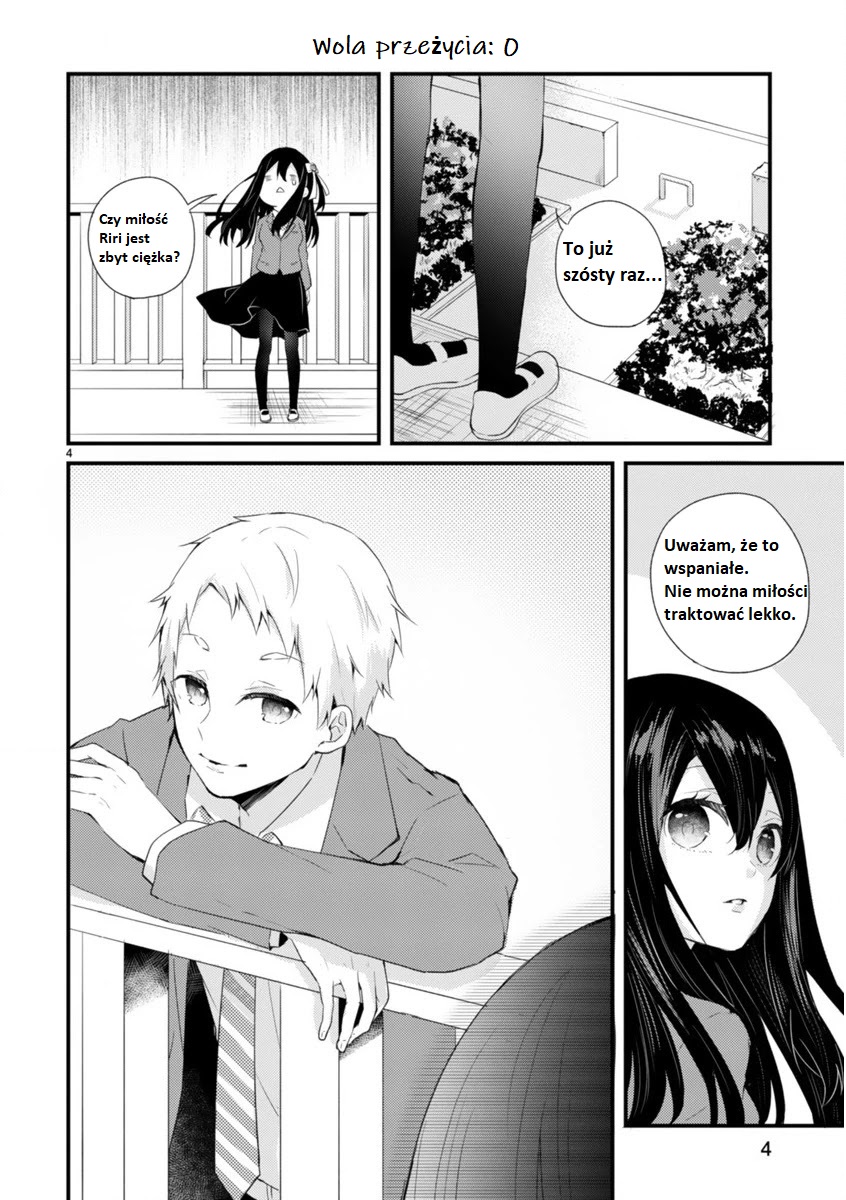 Wola przeżycia: 0
To już
szósty raz...
Czy miłość
Riri jest
zbyt ciężka?
4
Uważam, że to
wspaniałe.
Nie można miłości
traktować lekko.
4